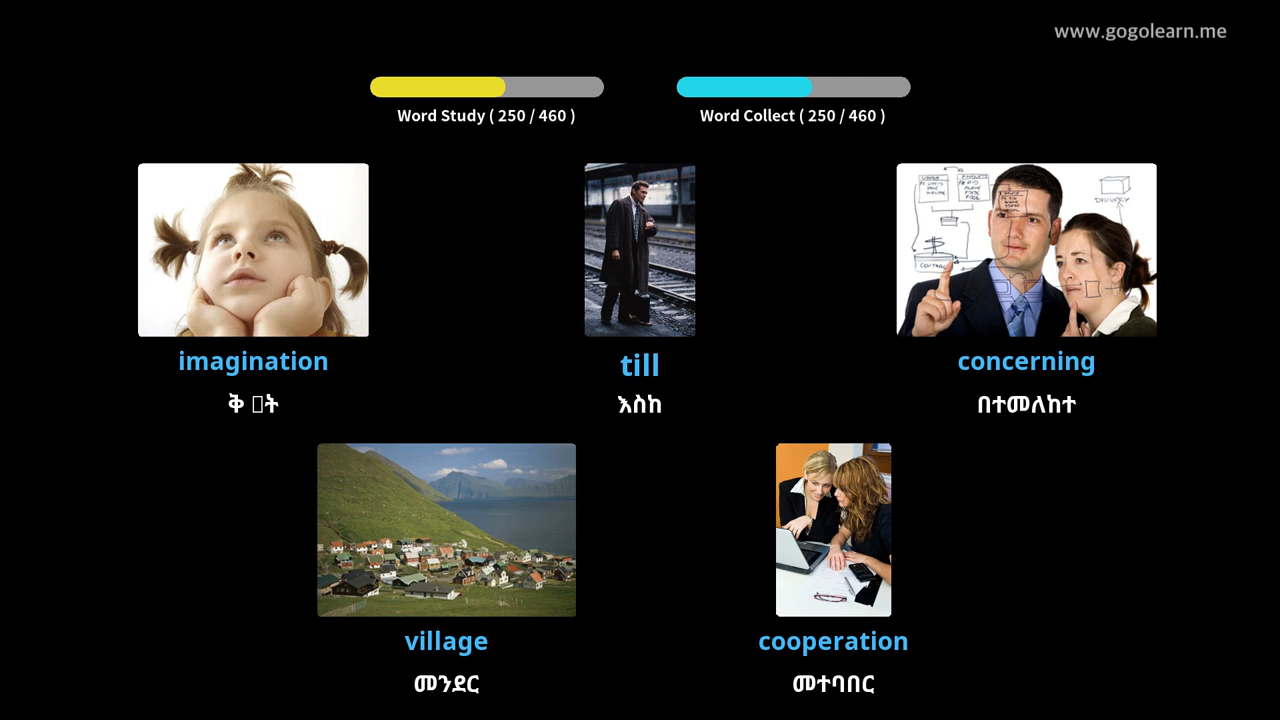 www.gogolearn.me
Word Study ( 250 / 460 )
Word Collect ( 250 / 460 )
imagination
till
concerning
ቅ ▯ት
እስከ
በተመለከተ
village
cooperation
መንደር
መተባበር